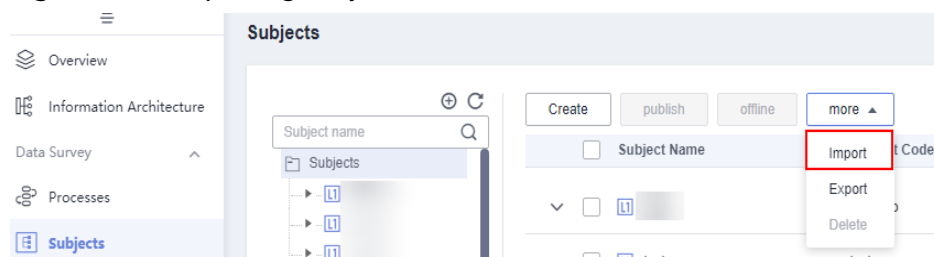 Subjects
Overview
Information Architecture
Data Survey
Processes
Subjects
Subject name
Subjects
L1
L1
L1
Create publish offline more
Subject Name t Code
L1
Import
Export
Delete